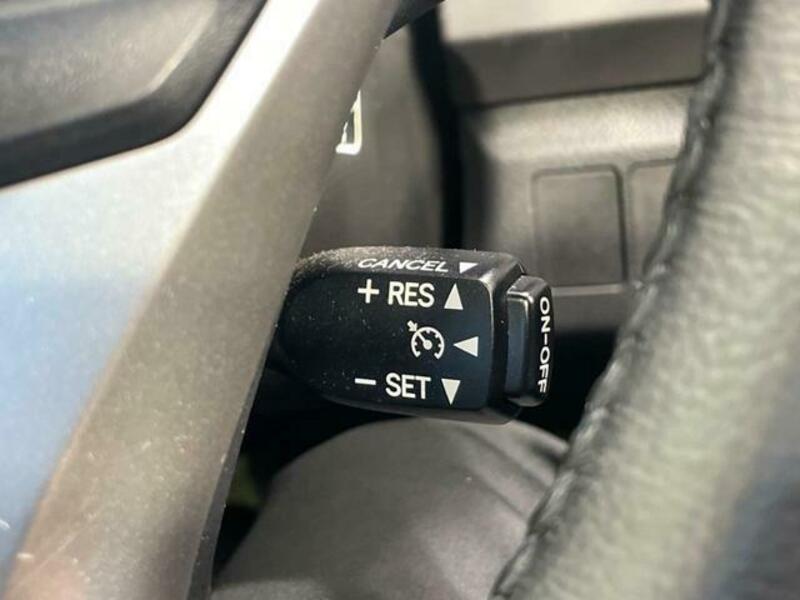 CANCEL ▼
+ RES ▲
◀
− SET ▼
ON-OFF